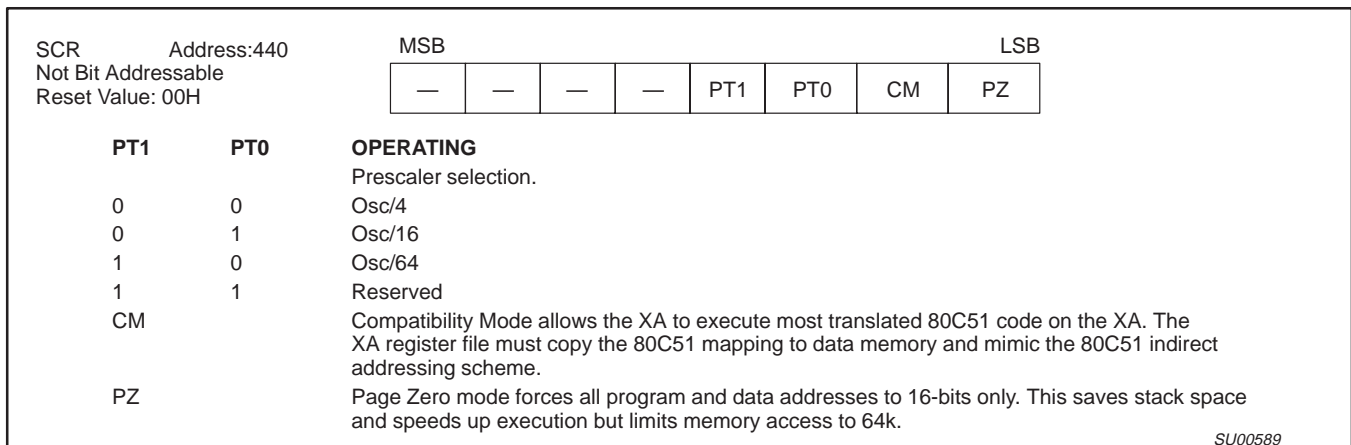 SCR Address:440 MSB LSB
Not Bit Addressable
Reset Value: 00H
— — — — PT1 PT0 CM PZ
PT1 PT0 OPERATING
Prescaler selection.
0 0 Osc/4
0 1 Osc/16
1 0 Osc/64
1 1 Reserved
CM Compatibility Mode allows the XA to execute most translated 80C51 code on the XA. The
XA register file must copy the 80C51 mapping to data memory and mimic the 80C51 indirect
addressing scheme.
PZ Page Zero mode forces all program and data addresses to 16-bits only. This saves stack space
and speeds up execution but limits memory access to 64k.
SU00589